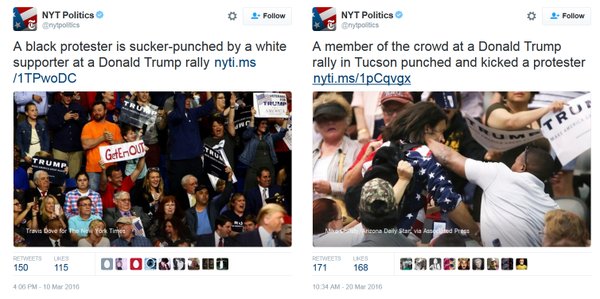 NYT Politics
@nytpolitics
Follow
A black protester is sucker-punched by a white
supporter at a Donald Trump rally nyti.ms
/1TPwoDC
TRUMP
TRUMP
TRUMP
GetEmOUT
TRUMP
Travis Dove for The New York Times
RETWEETS
LIKES
150
115
4:06 PM - 10 Mar 2016
NYT Politics
@nytpolitics
Follow
A member of the crowd at a Donald Trump
rally in Tucson punched and kicked a protester
nyti.ms/1pCqvgx
TRUMP
Arizona Daily Star, via Associated Press
RETWEETS
LIKES
171
168
10:34 AM - 20 Mar 2016